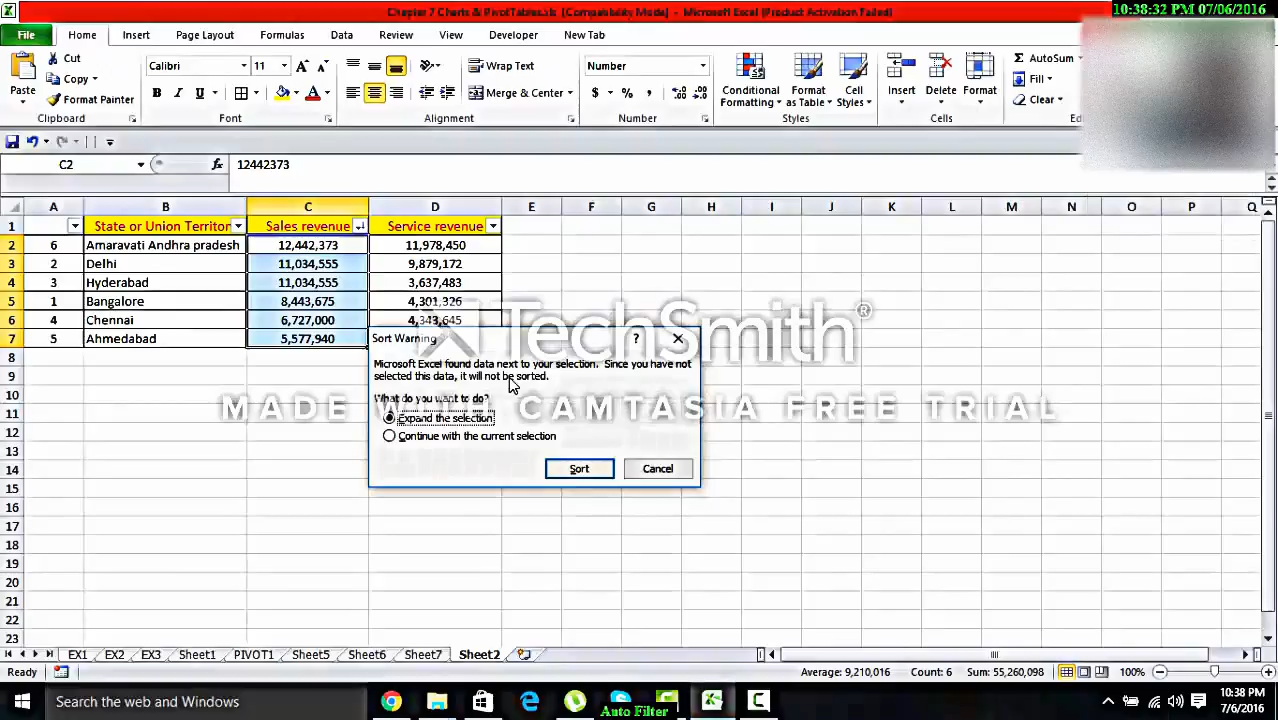 Chapter 7 Charts & PivotTables.xls [Compatibility Mode] - Microsoft Excel (Product Activation Failed)
10:38:32 PM 07/06/2016
File Home Insert Page Layout Formulas Data Review View Developer New Tab
Cut
Copy
Format Painter
Paste
Clipboard
Calibri 11 A A
B I U A
Font
Wrap Text
Merge & Center
Alignment
Number
$ % ,
Number
Conditional Formatting
Format as Table
Cell Styles
Styles
Insert Delete Format
Cells
Σ AutoSum
Fill
Clear
C2 fx 12442373
A B C D E F G H I J K L M N O P Q
1 State or Union Territor Sales revenue Service revenue
2 6 Amaravati Andhra pradesh 12,442,373 11,978,450
3 2 Delhi 11,034,555 9,879,172
4 3 Hyderabad 11,034,555 3,637,483
5 1 Bangalore 8,443,675 4,301,326
6 4 Chennai 6,727,000 4,343,645
7 5 Ahmedabad 5,577,940
8
9
10
11
12
13
14
15
16
17
18
19
20
21
22
23
TechSmith®
MADE WITH CAMTASIA FREE TRIAL
Sort Warning ?
Microsoft Excel found data next to your selection. Since you have not
selected this data, it will not be sorted.
What do you want to do?
Expand the selection
Continue with the current selection
Sort Cancel
EX1 EX2 EX3 Sheet1 PIVOT1 Sheet5 Sheet6 Sheet7 Sheet2
Ready Average: 9,210,016 Count: 6 Sum: 55,260,098 100%
Search the web and Windows
Auto Filter
10:38 PM
7/6/2016